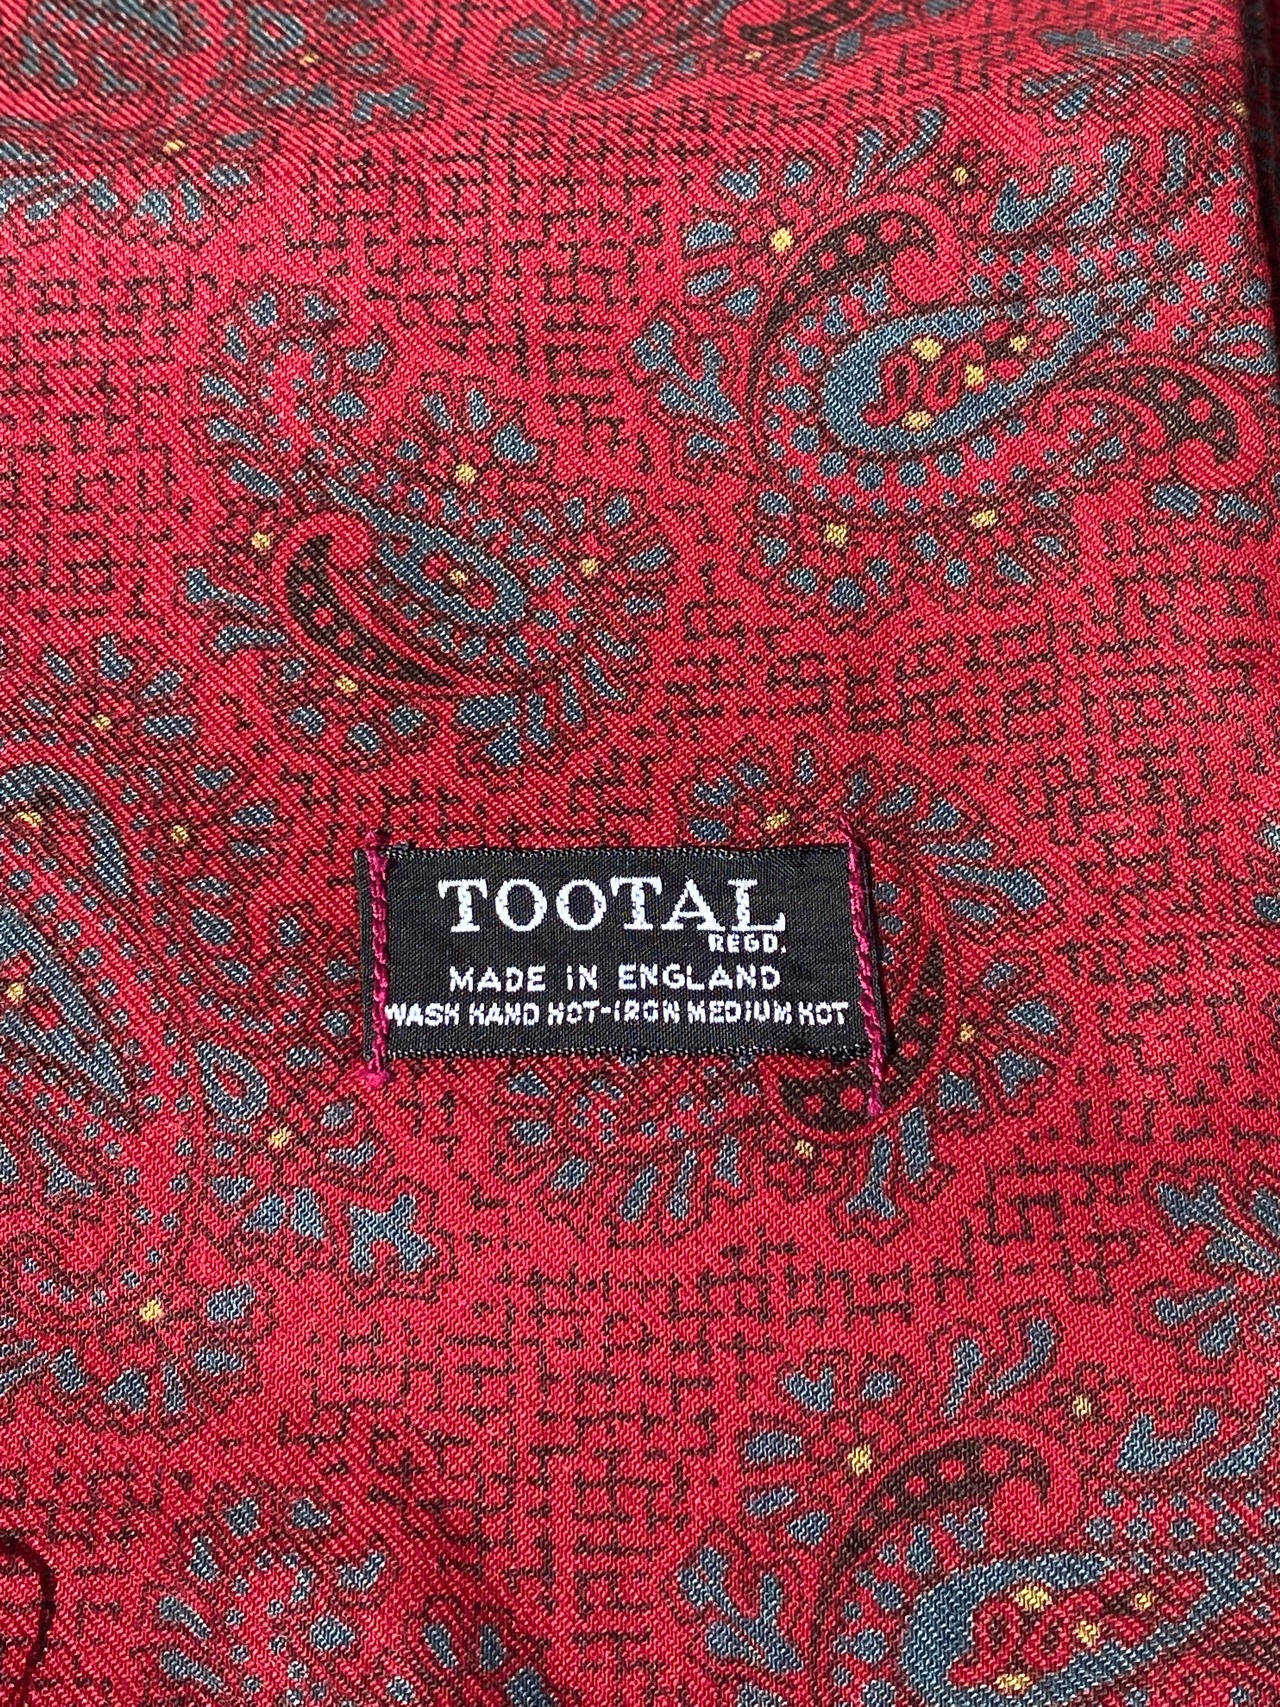 TOOTAL
REGD.
MADE iN ENGLAND
WASH HAND HOT-IRON MEDIUM HOT